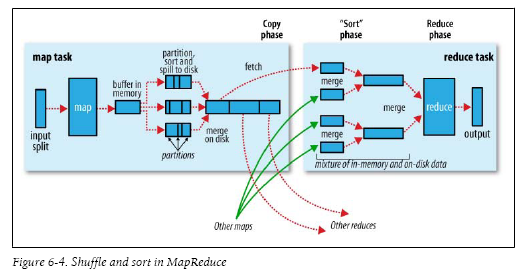 Copy
phase
"Sort"
phase
Reduce
phase
map task
reduce task
partition,
sort and
spill to disk
fetch
buffer in
memory
map
merge
merge
reduce
merge
on disk
merge
input
split
partitions
output
mixture of in-memory and on-disk data
Other maps
Other reduces
Figure 6-4. Shuffle and sort in MapReduce